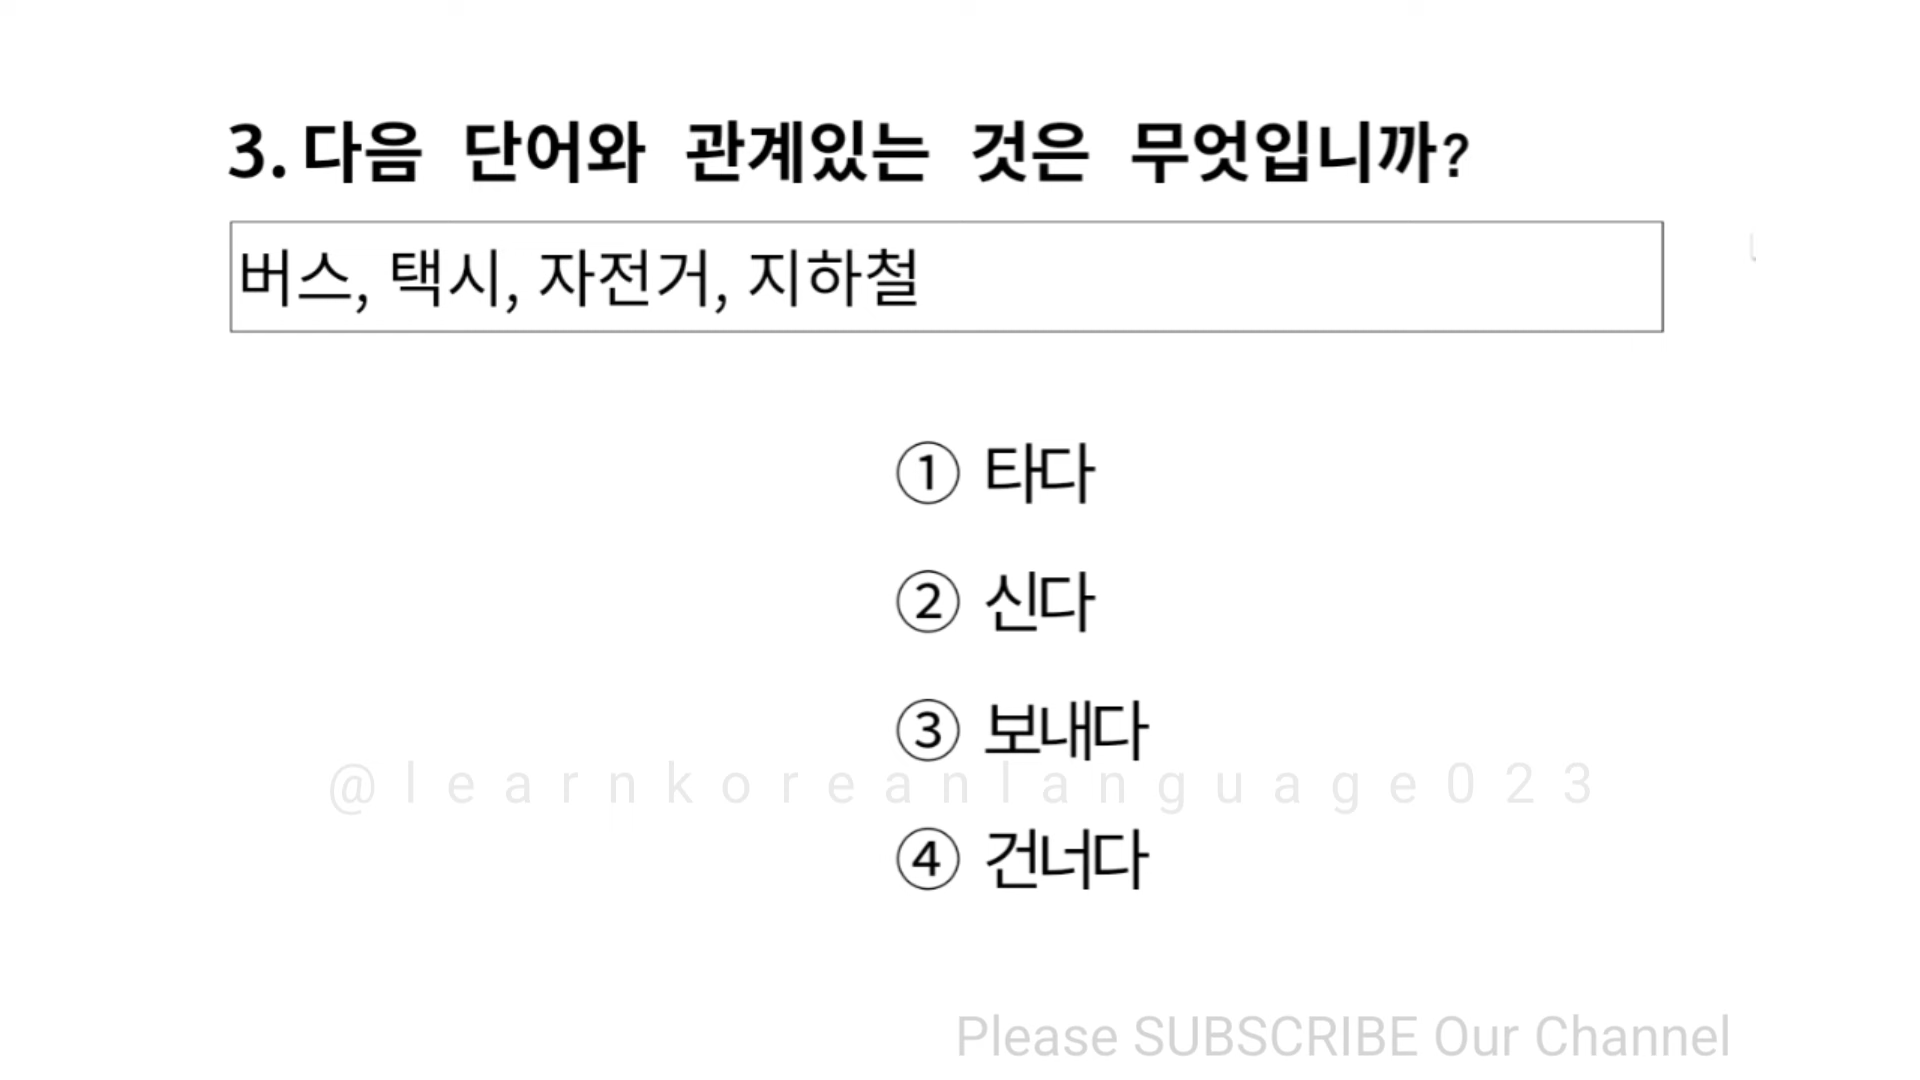 3. 다음 단어와 관계있는 것은 무엇입니까?
버스, 택시, 자전거, 지하철
① 타다
② 신다
③ 보내다
@learnkoreanlanguage023
④ 건너다
Please SUBSCRIBE Our Channel